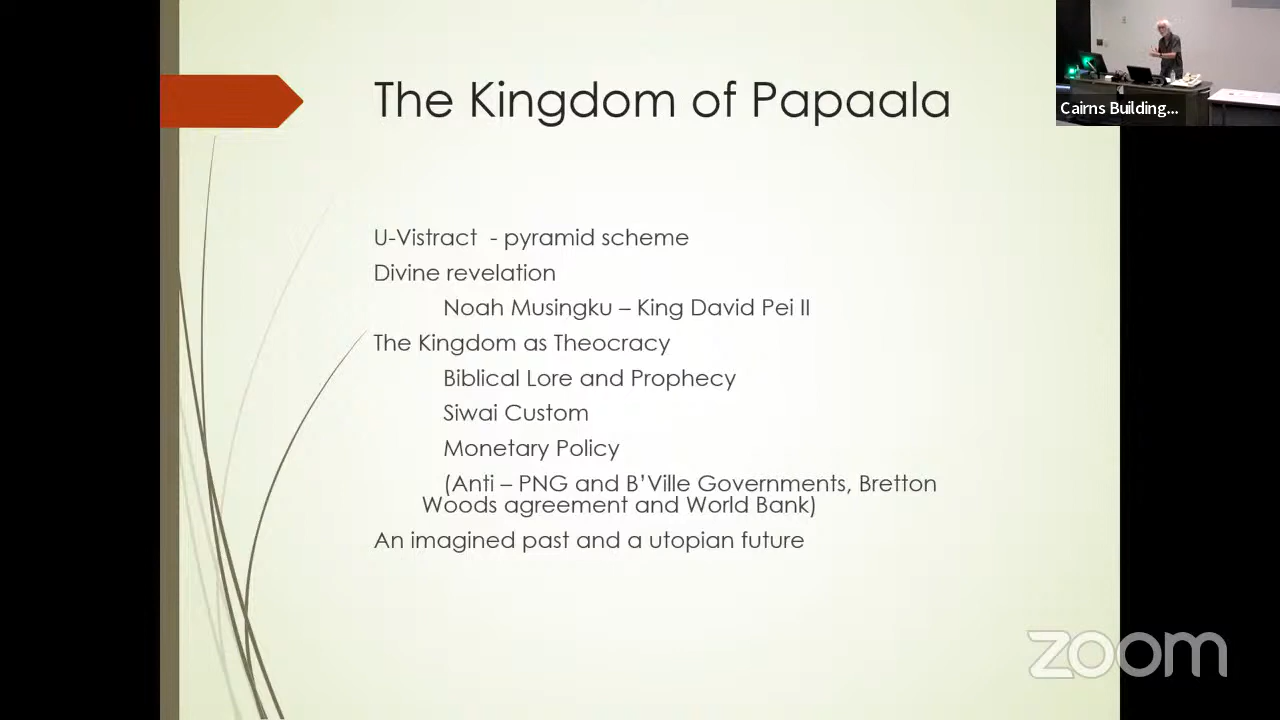 The Kingdom of Papaala
Cairns Building...
U-Vistract - pyramid scheme
Divine revelation
Noah Musingku – King David Pei II
The Kingdom as Theocracy
Biblical Lore and Prophecy
Siwai Custom
Monetary Policy
(Anti – PNG and B'Ville Governments, Bretton
Woods agreement and World Bank)
An imagined past and a utopian future
zoom